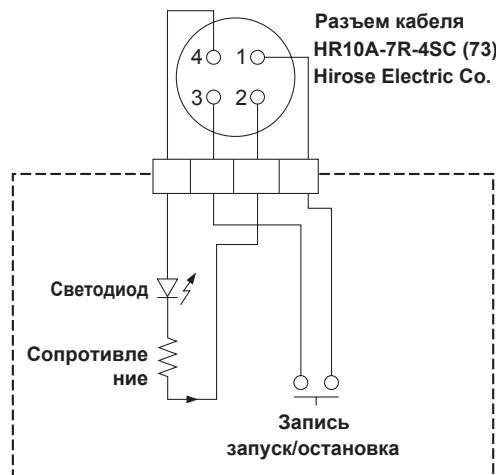 Разъем кабеля
HR10A-7R-4SC (73)
Hirose Electric Co.
4 1
3 2
Светодиод
Сопротивле
ние
Запись
запуск/остановка